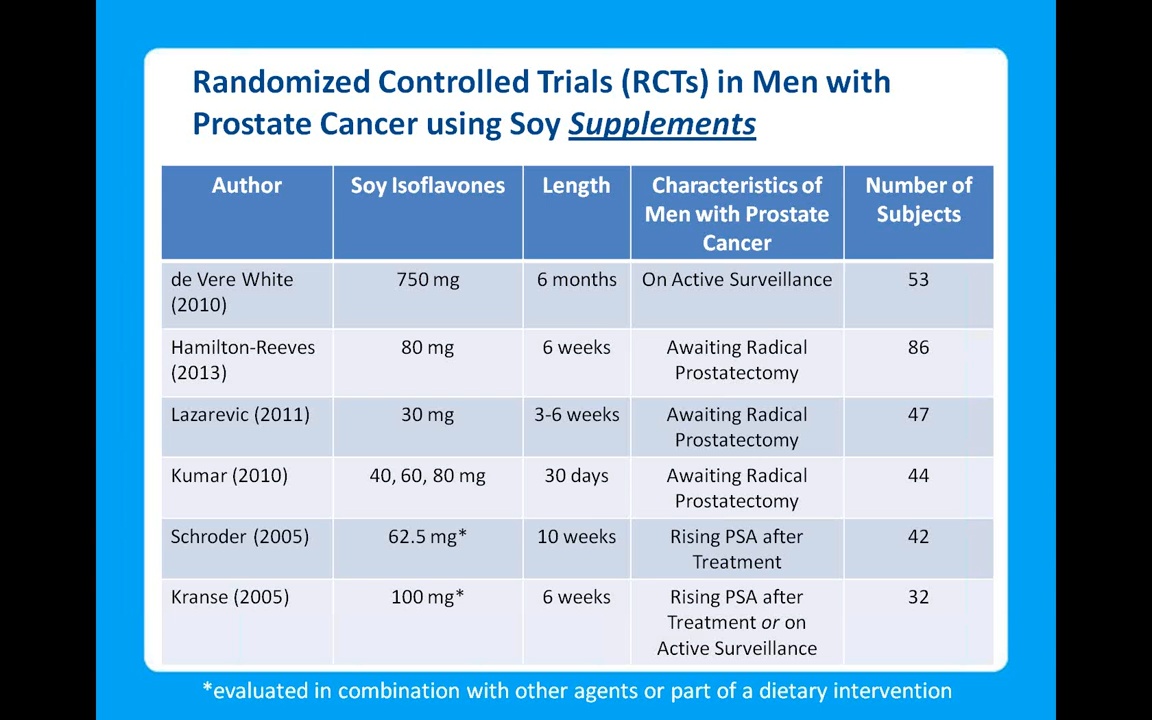 Randomized Controlled Trials (RCTs) in Men with
Prostate Cancer using Soy Supplements
Author
Soy Isoflavones
Length
Characteristics of
Men with Prostate
Cancer
Number of
Subjects
de Vere White
(2010)
750 mg
6 months
On Active Surveillance
53
Hamilton-Reeves
(2013)
80 mg
6 weeks
Awaiting Radical
Prostatectomy
86
Lazarevic (2011)
30 mg
3-6 weeks
Awaiting Radical
Prostatectomy
47
Kumar (2010)
40, 60, 80 mg
30 days
Awaiting Radical
Prostatectomy
44
Schroder (2005)
62.5 mg*
10 weeks
Rising PSA after
Treatment
42
Kranse (2005)
100 mg*
6 weeks
Rising PSA after
Treatment or on
Active Surveillance
32
*evaluated in combination with other agents or part of a dietary intervention